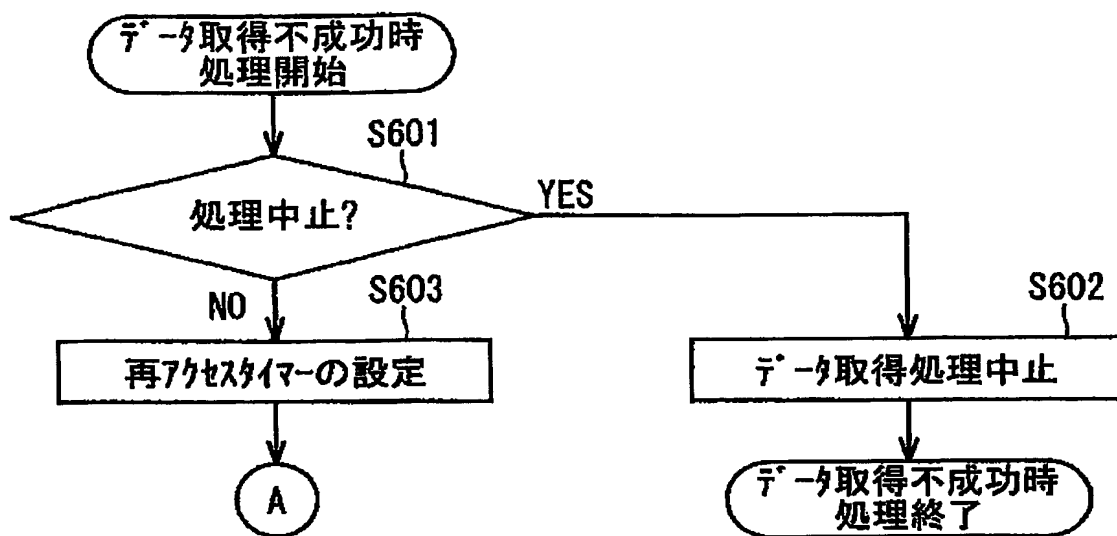 ﾃﾞｰﾀ取得不成功時
処理開始
S601
処理中止?
YES
NO
S603
S602
再ｱｸｾｽﾀｲﾏｰの設定
ﾃﾞｰﾀ取得処理中止
A
ﾃﾞｰﾀ取得不成功時
処理終了